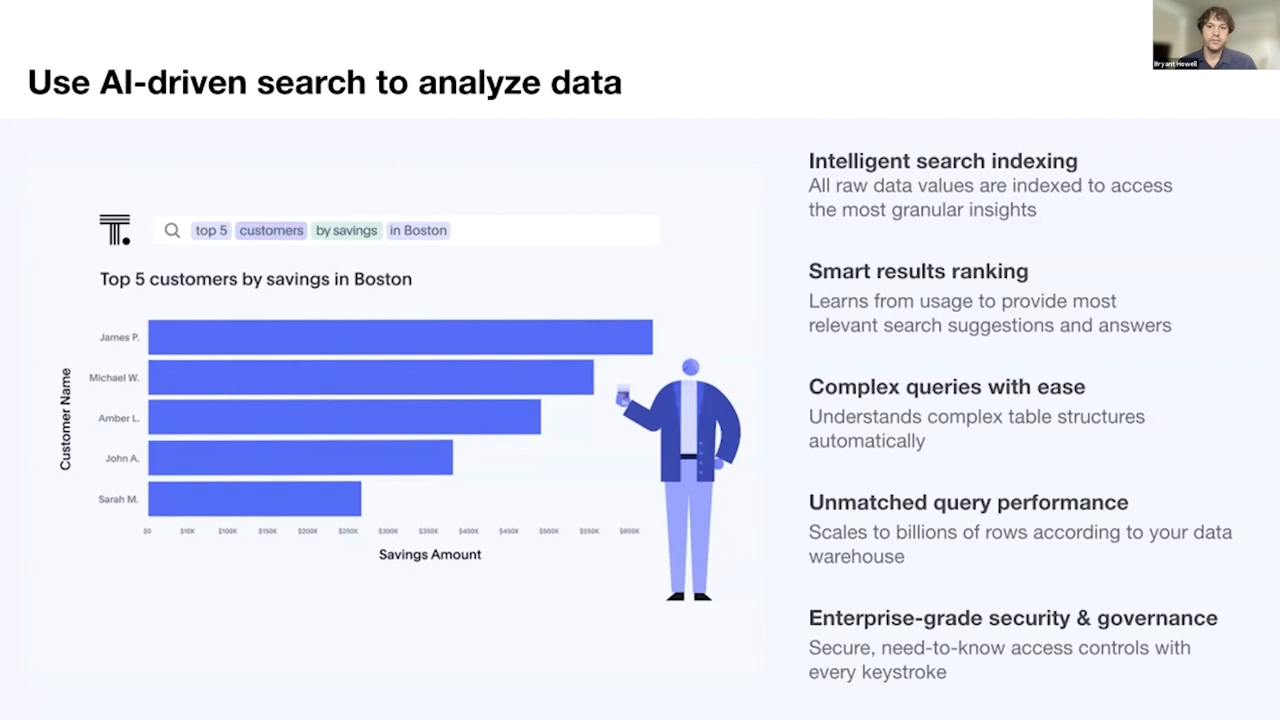 Bryant Howell
Use AI-driven search to analyze data
top 5 customers by savings in Boston
Top 5 customers by savings in Boston
Customer Name
James P.
Michael W.
Amber L.
John A.
Sarah M.
$0 $10K $100K $150K $200K $250K $300K $350K $400K $450K $500K $550K $600K
Savings Amount
Intelligent search indexing
All raw data values are indexed to access
the most granular insights
Smart results ranking
Learns from usage to provide most
relevant search suggestions and answers
Complex queries with ease
Understands complex table structures
automatically
Unmatched query performance
Scales to billions of rows according to your data
warehouse
Enterprise-grade security & governance
Secure, need-to-know access controls with
every keystroke